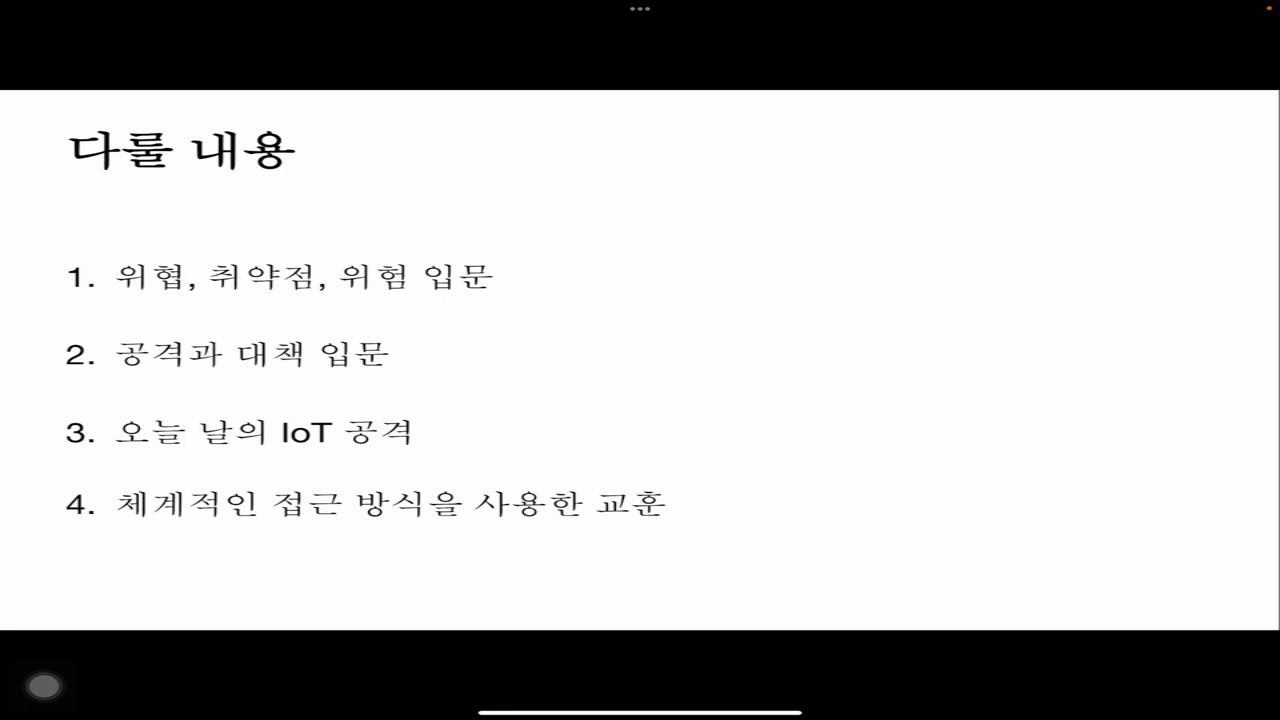 다룰 내용
1. 위협, 취약점, 위험 입문
2. 공격과 대책 입문
3. 오늘 날의 IoT 공격
4. 체계적인 접근 방식을 사용한 교훈